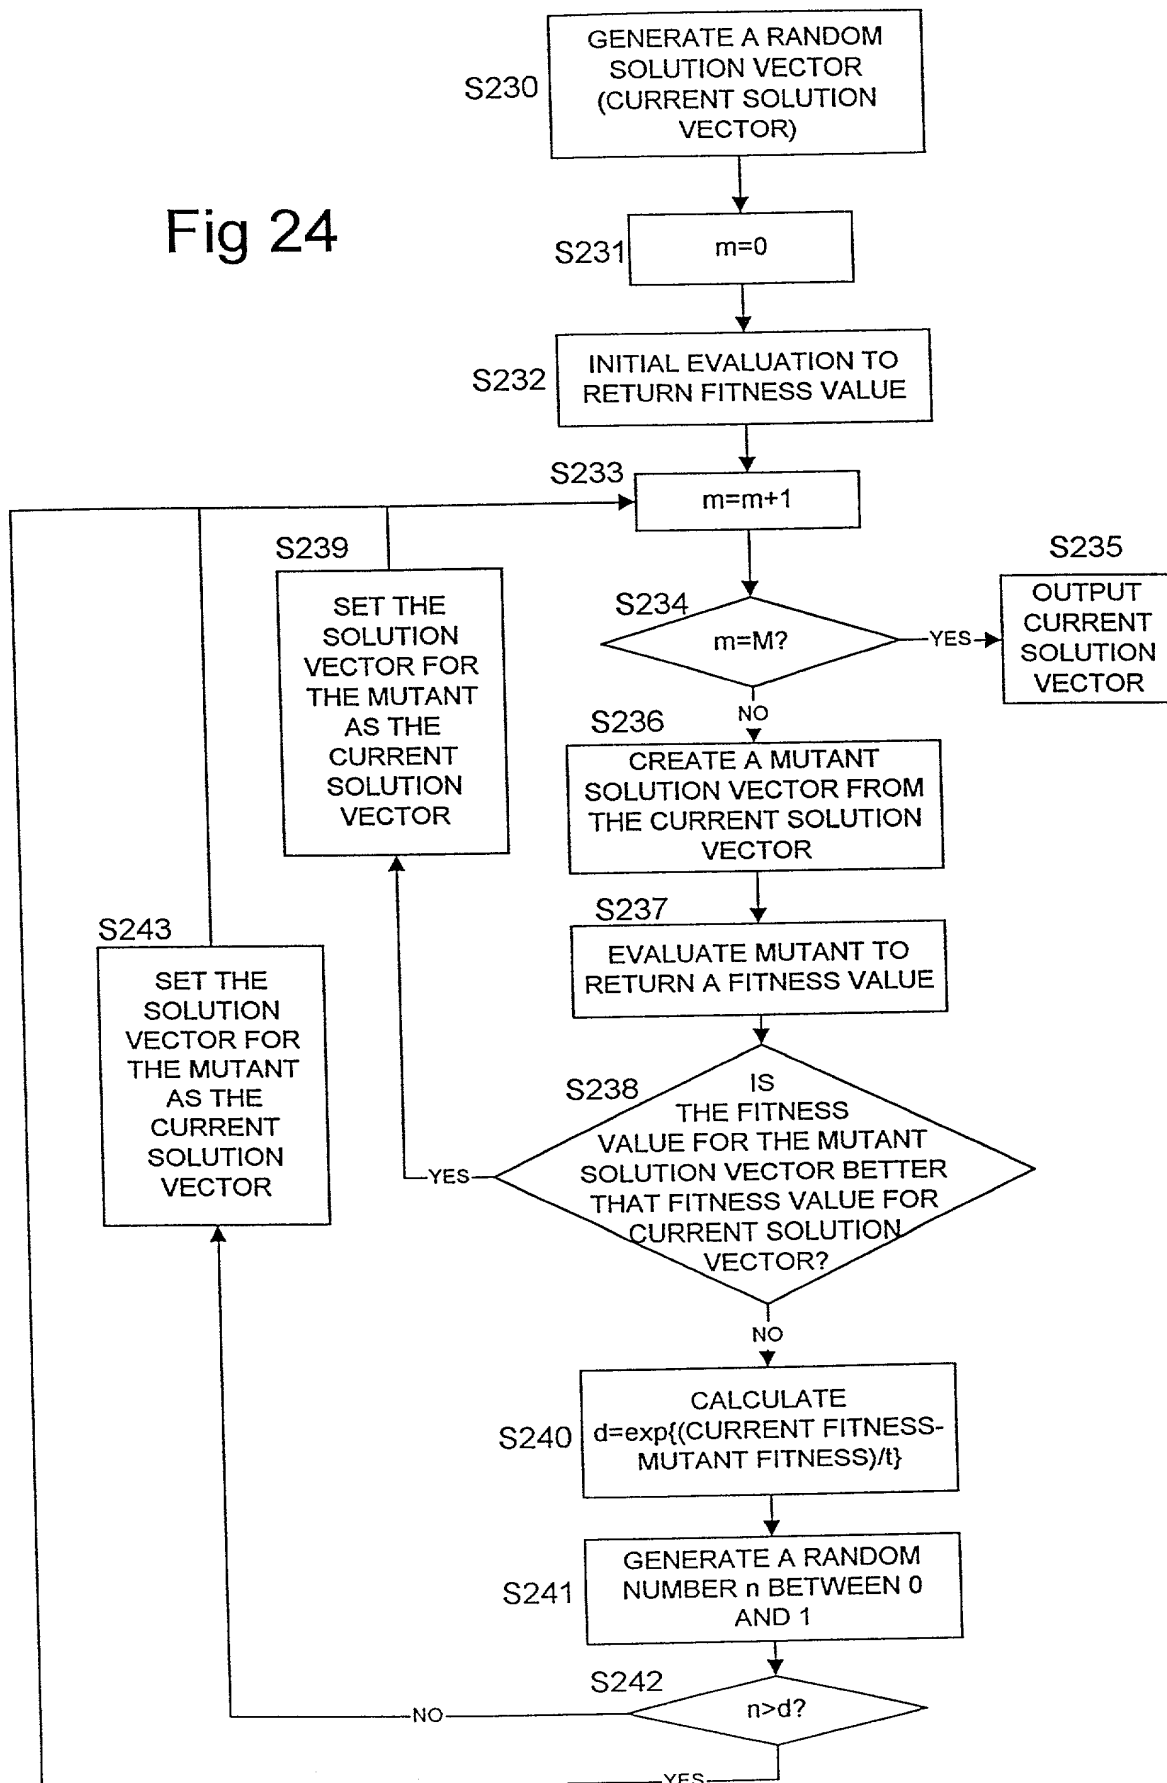 GENERATE A RANDOM
SOLUTION VECTOR
(CURRENT SOLUTION
VECTOR)
S230
Fig 24
S231
m=0
S232
INITIAL EVALUATION TO
RETURN FITNESS VALUE
S233
m=m+1
S239
SET THE
SOLUTION
VECTOR FOR
THE MUTANT
AS THE
CURRENT
SOLUTION
VECTOR
S234
m=M?
YES
S235
OUTPUT
CURRENT
SOLUTION
VECTOR
NO
S236
CREATE A MUTANT
SOLUTION VECTOR FROM
THE CURRENT SOLUTION
VECTOR
S237
EVALUATE MUTANT TO
RETURN A FITNESS VALUE
S243
SET THE
SOLUTION
VECTOR FOR
THE MUTANT
AS THE
CURRENT
SOLUTION
VECTOR
S238
IS
THE FITNESS
VALUE FOR THE MUTANT
SOLUTION VECTOR BETTER
THAT FITNESS VALUE FOR
CURRENT SOLUTION
VECTOR?
YES
NO
S240
CALCULATE
d=exp{(CURRENT FITNESS-
MUTANT FITNESS)/t}
S241
GENERATE A RANDOM
NUMBER n BETWEEN 0
AND 1
S242
n>d?
NO
YES